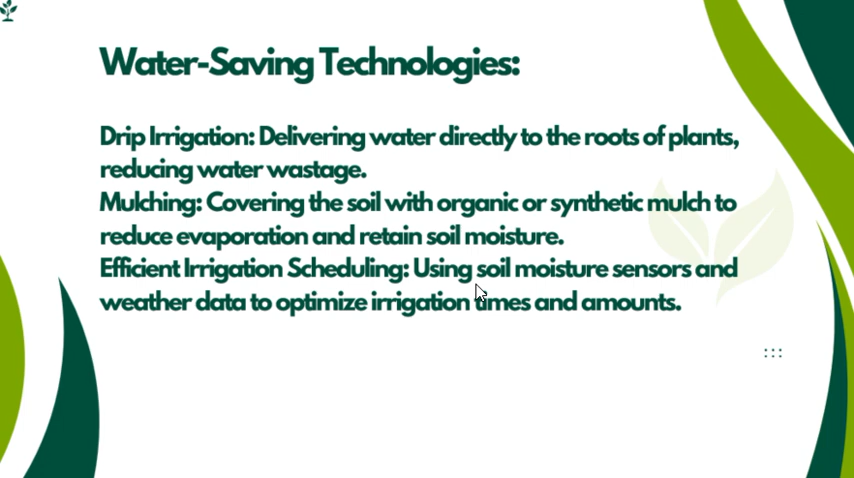 Water-Saving Technologies:
Drip Irrigation: Delivering water directly to the roots of plants,
reducing water wastage.
Mulching: Covering the soil with organic or synthetic mulch to
reduce evaporation and retain soil moisture.
Efficient Irrigation Scheduling: Using soil moisture sensors and
weather data to optimize irrigation times and amounts.